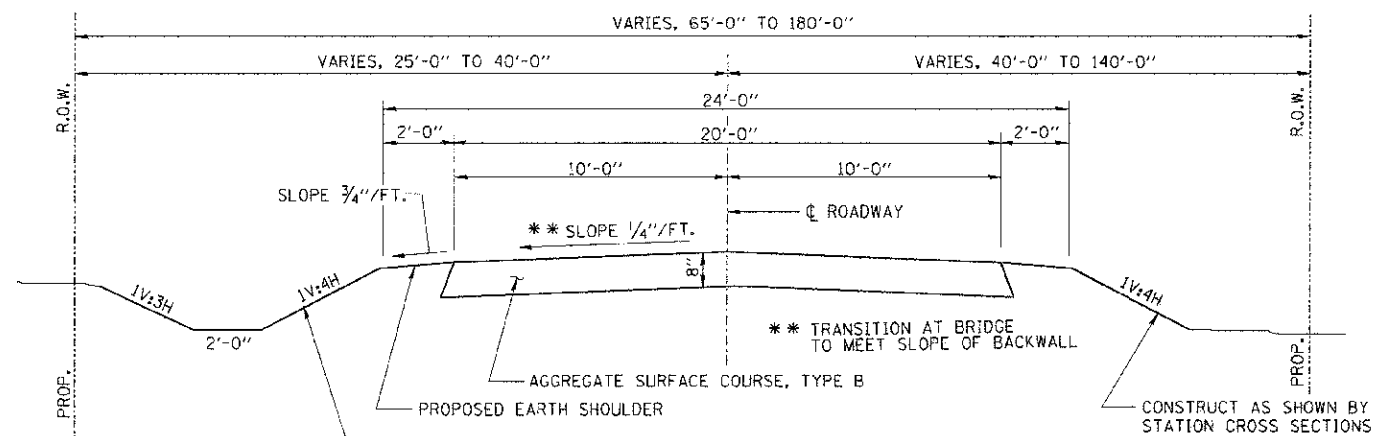 VARIES, 65'-0" TO 180'-0"
VARIES, 25'-0" TO 40'-0"
VARIES, 40'-0" TO 140'-0"
R.O.W.
R.O.W.
24'-0"
2'-0"
20'-0"
2'-0"
10'-0"
10'-0"
SLOPE 3/4"/FT.
℄ ROADWAY
** SLOPE 1/4"/FT.
8"
1V:3H
1V:4H
1V:4H
2'-0"
** TRANSITION AT BRIDGE
TO MEET SLOPE OF BACKWALL
AGGREGATE SURFACE COURSE, TYPE B
PROPOSED EARTH SHOULDER
CONSTRUCT AS SHOWN BY
STATION CROSS SECTIONS
PROP.
PROP.